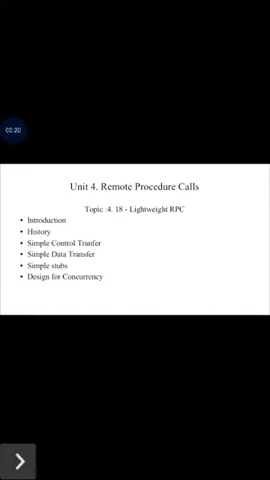 00:20
Unit 4. Remote Procedure Calls
Topic :4. 18 - Lightweight RPC
• Introduction
• History
• Simple Control Tranfer
• Simple Data Transfer
• Simple stubs
• Design for Concurrency